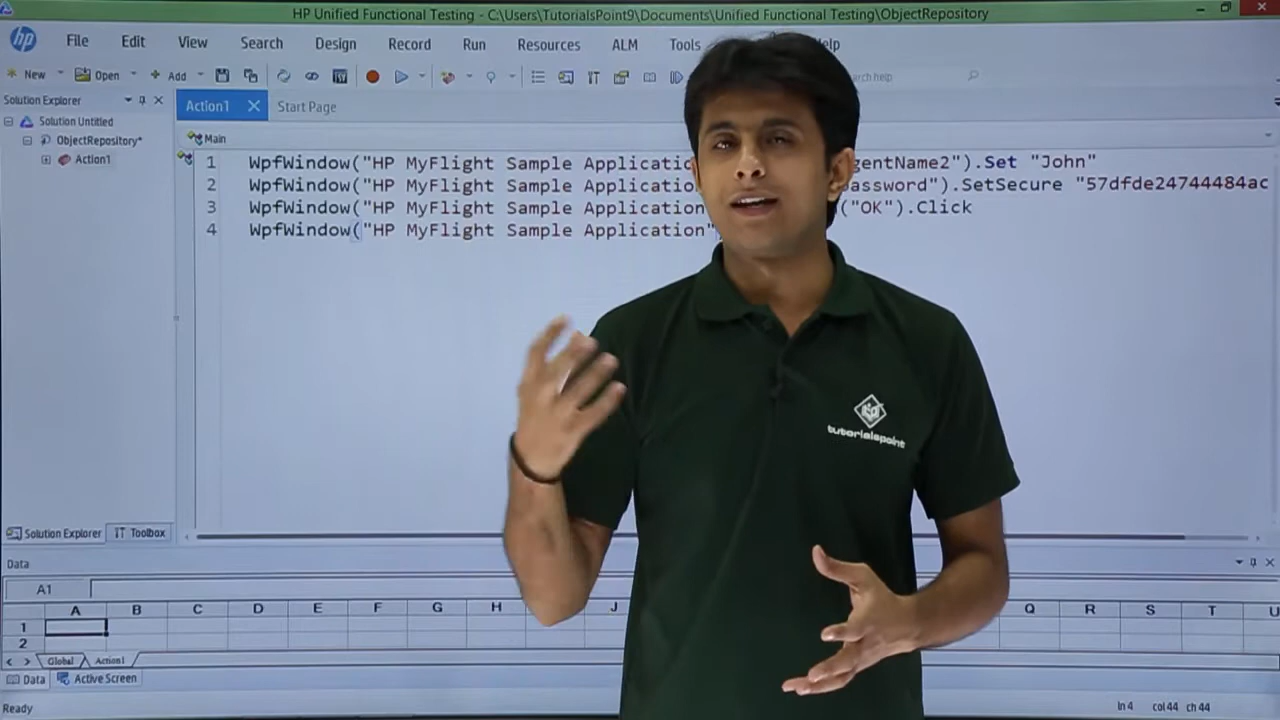 HP Unified Functional Testing - C:\Users\TutorialsPoint9\Documents\Unified Functional Testing\ObjectRepository
hp File Edit View Search Design Record Run Resources ALM Tools Help
New Open Add search help
Solution Explorer
Action1 Start Page
Solution Untitled
ObjectRepository*
Action1
Main
1 WpfWindow("HP MyFlight Sample Applicatio gentName2").Set "John"
2 WpfWindow("HP MyFlight Sample Applicatio assword").SetSecure "57dfde24744484ac
3 WpfWindow("HP MyFlight Sample Application ("OK").Click
4 WpfWindow("HP MyFlight Sample Application"
tutorialspoint
Solution Explorer Toolbox
Data
A1
A B C D E F G H J Q R S T U
1
2
Global Action1
Data Active Screen
Ready ln 4 col 44 ch 44